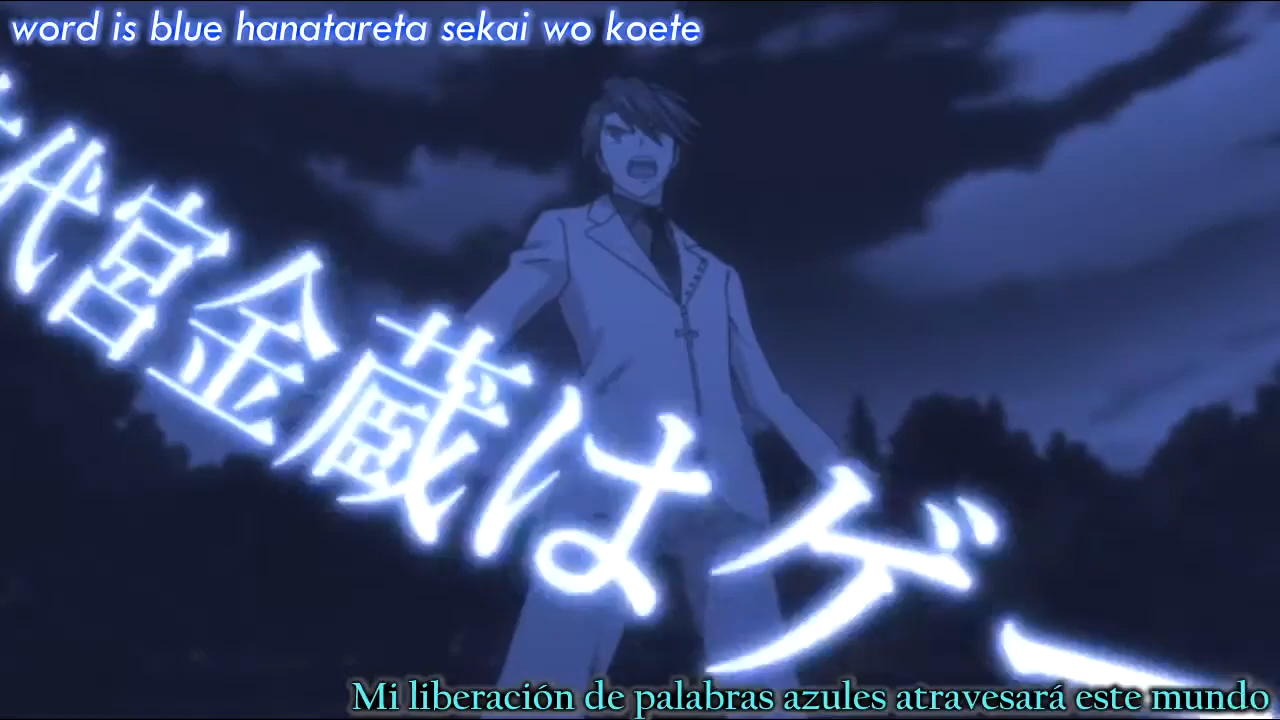 word is blue hanatareta sekai wo koete
代宮金蔵はゲー
Mi liberación de palabras azules atravesará este mundo